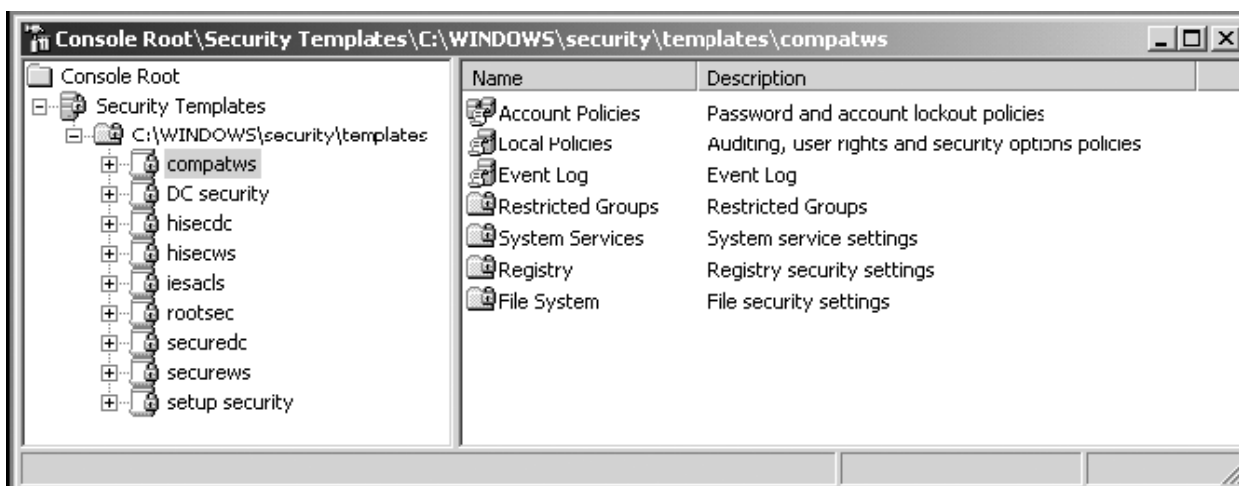 Console Root\Security Templates\C:\WINDOWS\security\templates\compatws
Console Root
Security Templates
C:\WINDOWS\security\templates
compatws
DC security
hisecdc
hisecws
iesacls
rootsec
securedc
securews
setup security
Name Description
Account Policies Password and account lockout policies
Local Policies Auditing, user rights and security options policies
Event Log Event Log
Restricted Groups Restricted Groups
System Services System service settings
Registry Registry security settings
File System File security settings